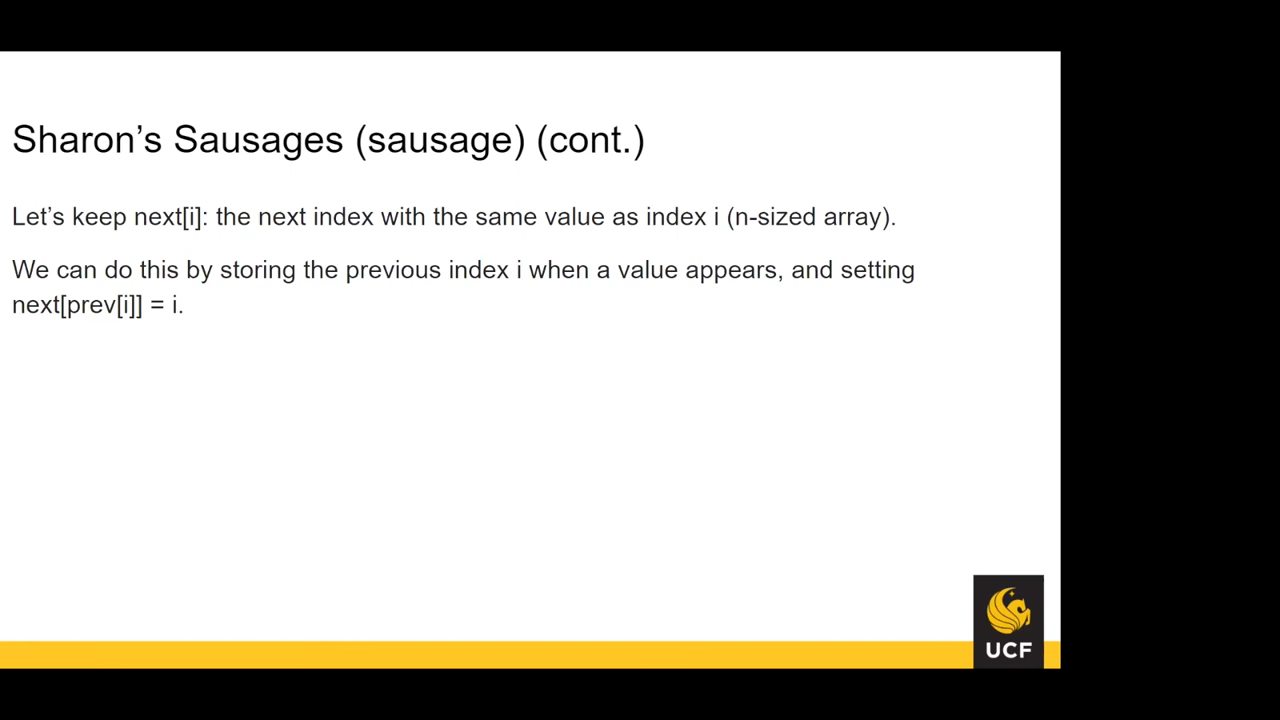 Sharon’s Sausages (sausage) (cont.)
Let’s keep next[i]: the next index with the same value as index i (n-sized array).
We can do this by storing the previous index i when a value appears, and setting
next[prev[i]] = i.
UCF